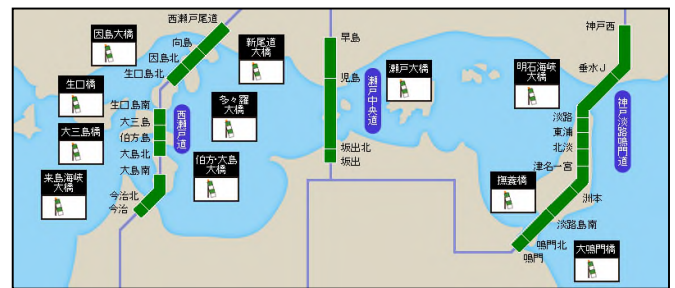 西瀬戸尾道
因島大橋
向島
因島北
生口島北
新尾道
大橋
生口橋
生口島南
大三島
伯方島
大島北
大島南
今治北
今治
多々羅
大橋
西瀬戸道
大三島橋
伯方・大島
大橋
来島海峡
大橋
早島
児島
坂出北
坂出
瀬戸中央道
瀬戸大橋
神戸西
垂水J
明石海峡
大橋
淡路
東浦
北淡
津名一宮
洲本
淡路島南
鳴門北
鳴門
神戸淡路鳴門道
撫養橋
大鳴門橋